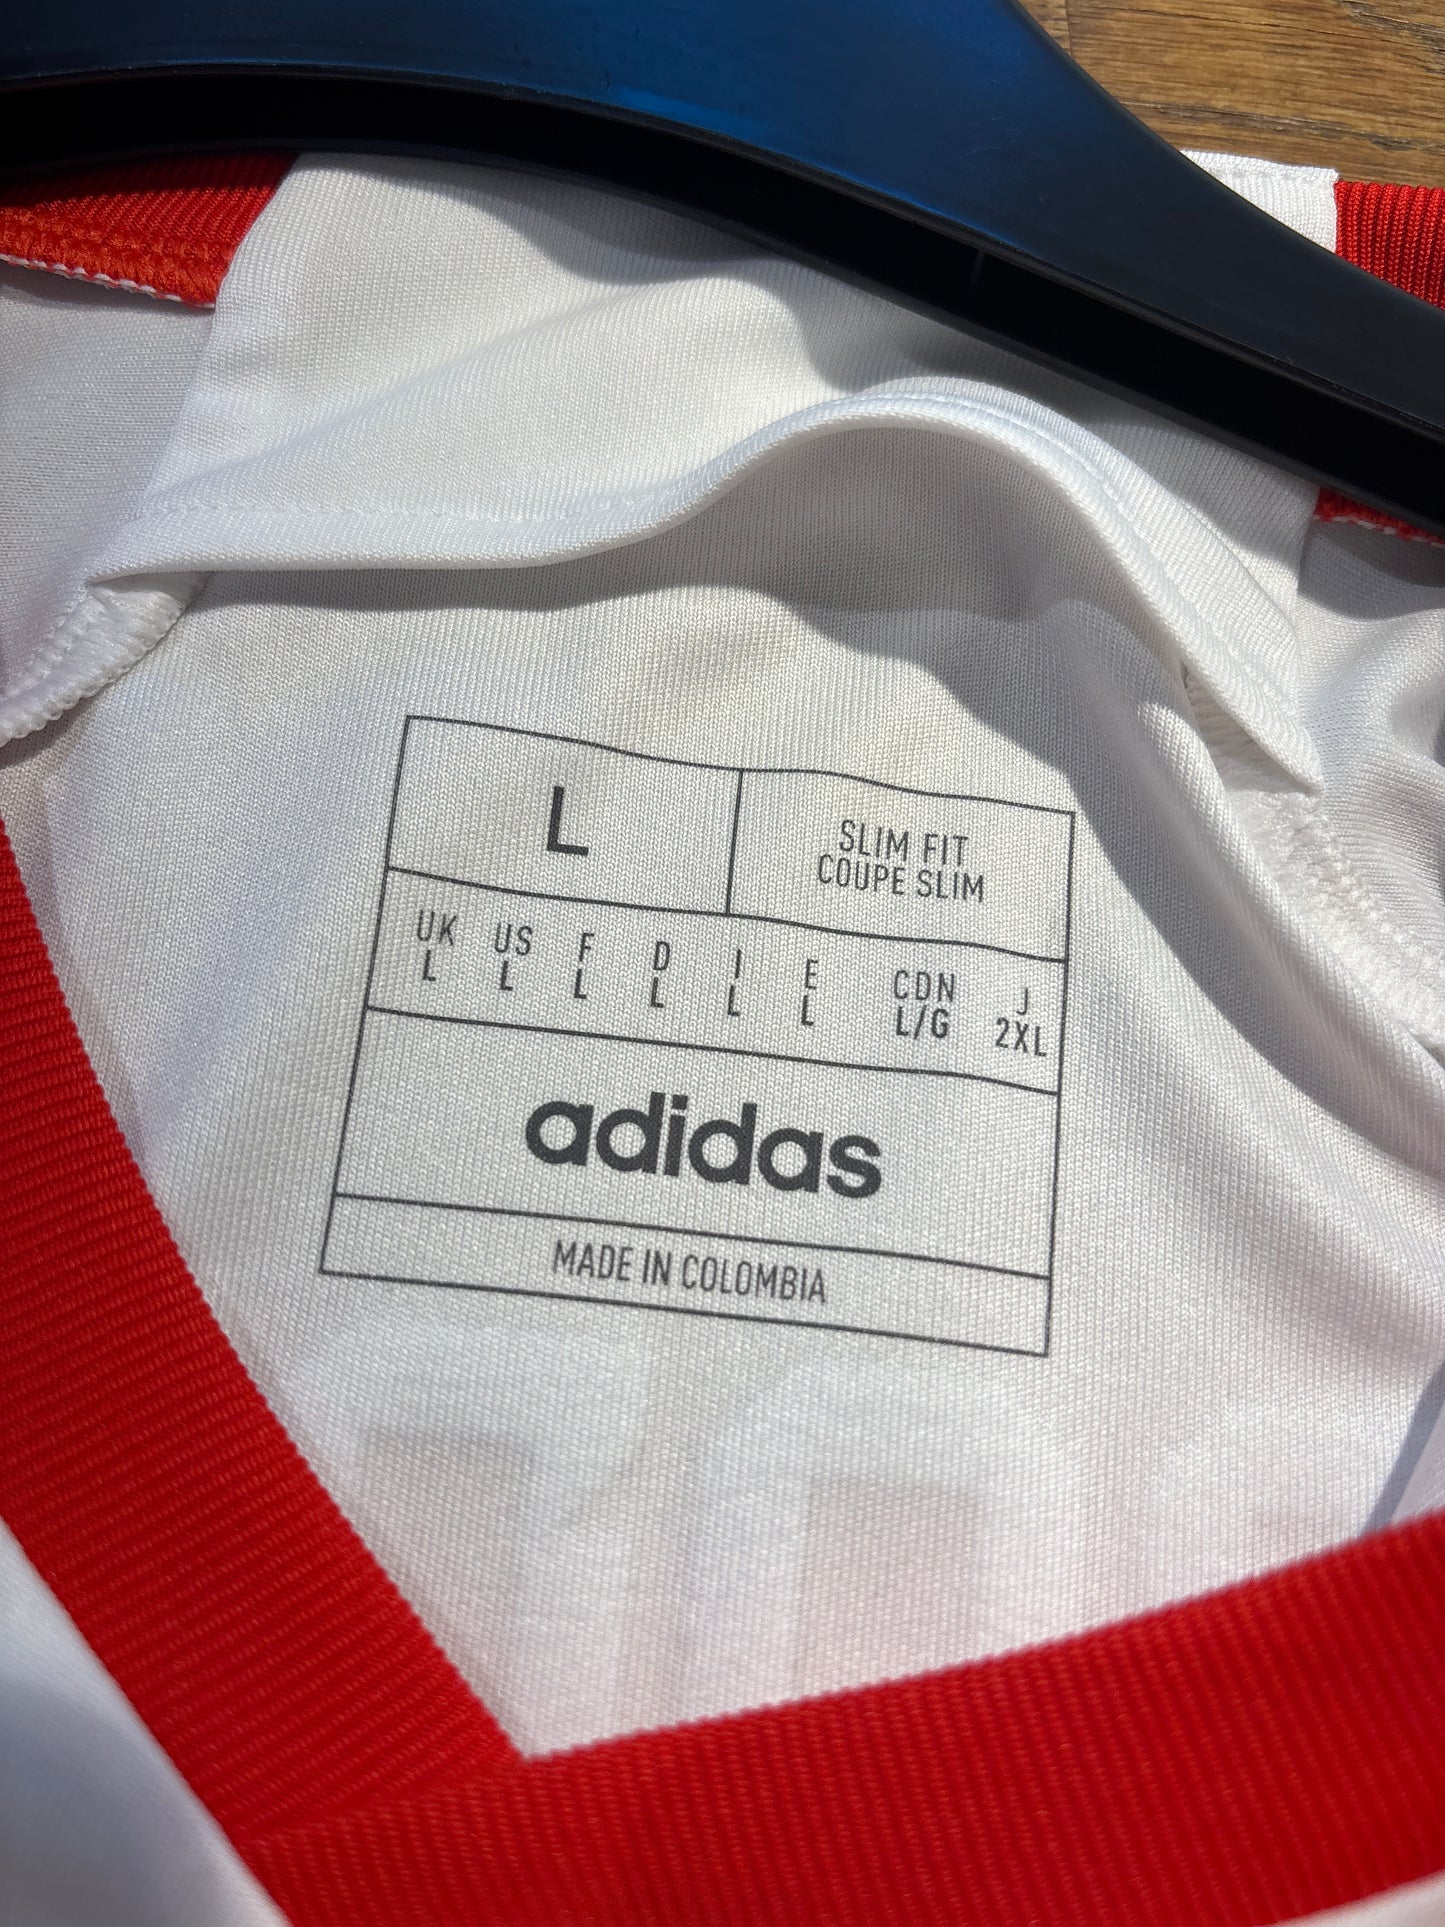 L
SLIM FIT
COUPE SLIM
UK US F D I E CDN J
L L L L L L L/G 2XL
adidas
MADE IN COLOMBIA